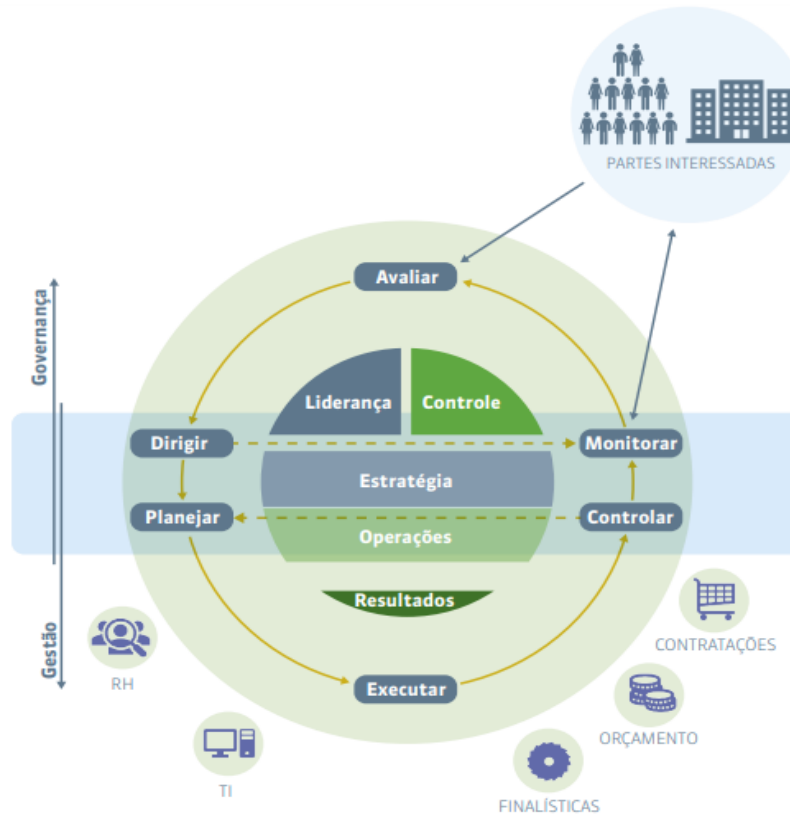 PARTES INTERESSADAS
Avaliar
Governança
Liderança
Controle
Dirigir
Monitorar
Estratégia
Planejar
Controlar
Operações
Resultados
Gestão
CONTRATAÇÕES
RH
Executar
ORÇAMENTO
TI
FINALÍSTICAS